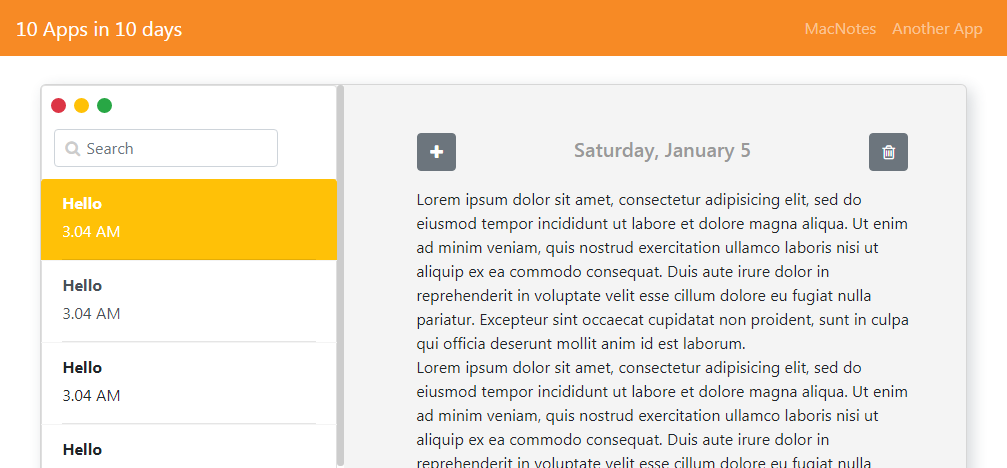 10 Apps in 10 days
MacNotes Another App
Search
Hello
3.04 AM
Hello
3.04 AM
Hello
3.04 AM
Hello
Saturday, January 5
Lorem ipsum dolor sit amet, consectetur adipisicing elit, sed do
eiusmod tempor incididunt ut labore et dolore magna aliqua. Ut enim
ad minim veniam, quis nostrud exercitation ullamco laboris nisi ut
aliquip ex ea commodo consequat. Duis aute irure dolor in
reprehenderit in voluptate velit esse cillum dolore eu fugiat nulla
pariatur. Excepteur sint occaecat cupidatat non proident, sunt in culpa
qui officia deserunt mollit anim id est laborum.
Lorem ipsum dolor sit amet, consectetur adipisicing elit, sed do
eiusmod tempor incididunt ut labore et dolore magna aliqua. Ut enim
ad minim veniam, quis nostrud exercitation ullamco laboris nisi ut
aliquip ex ea commodo consequat. Duis aute irure dolor in
reprehenderit in voluptate velit esse cillum dolore eu fugiat nulla